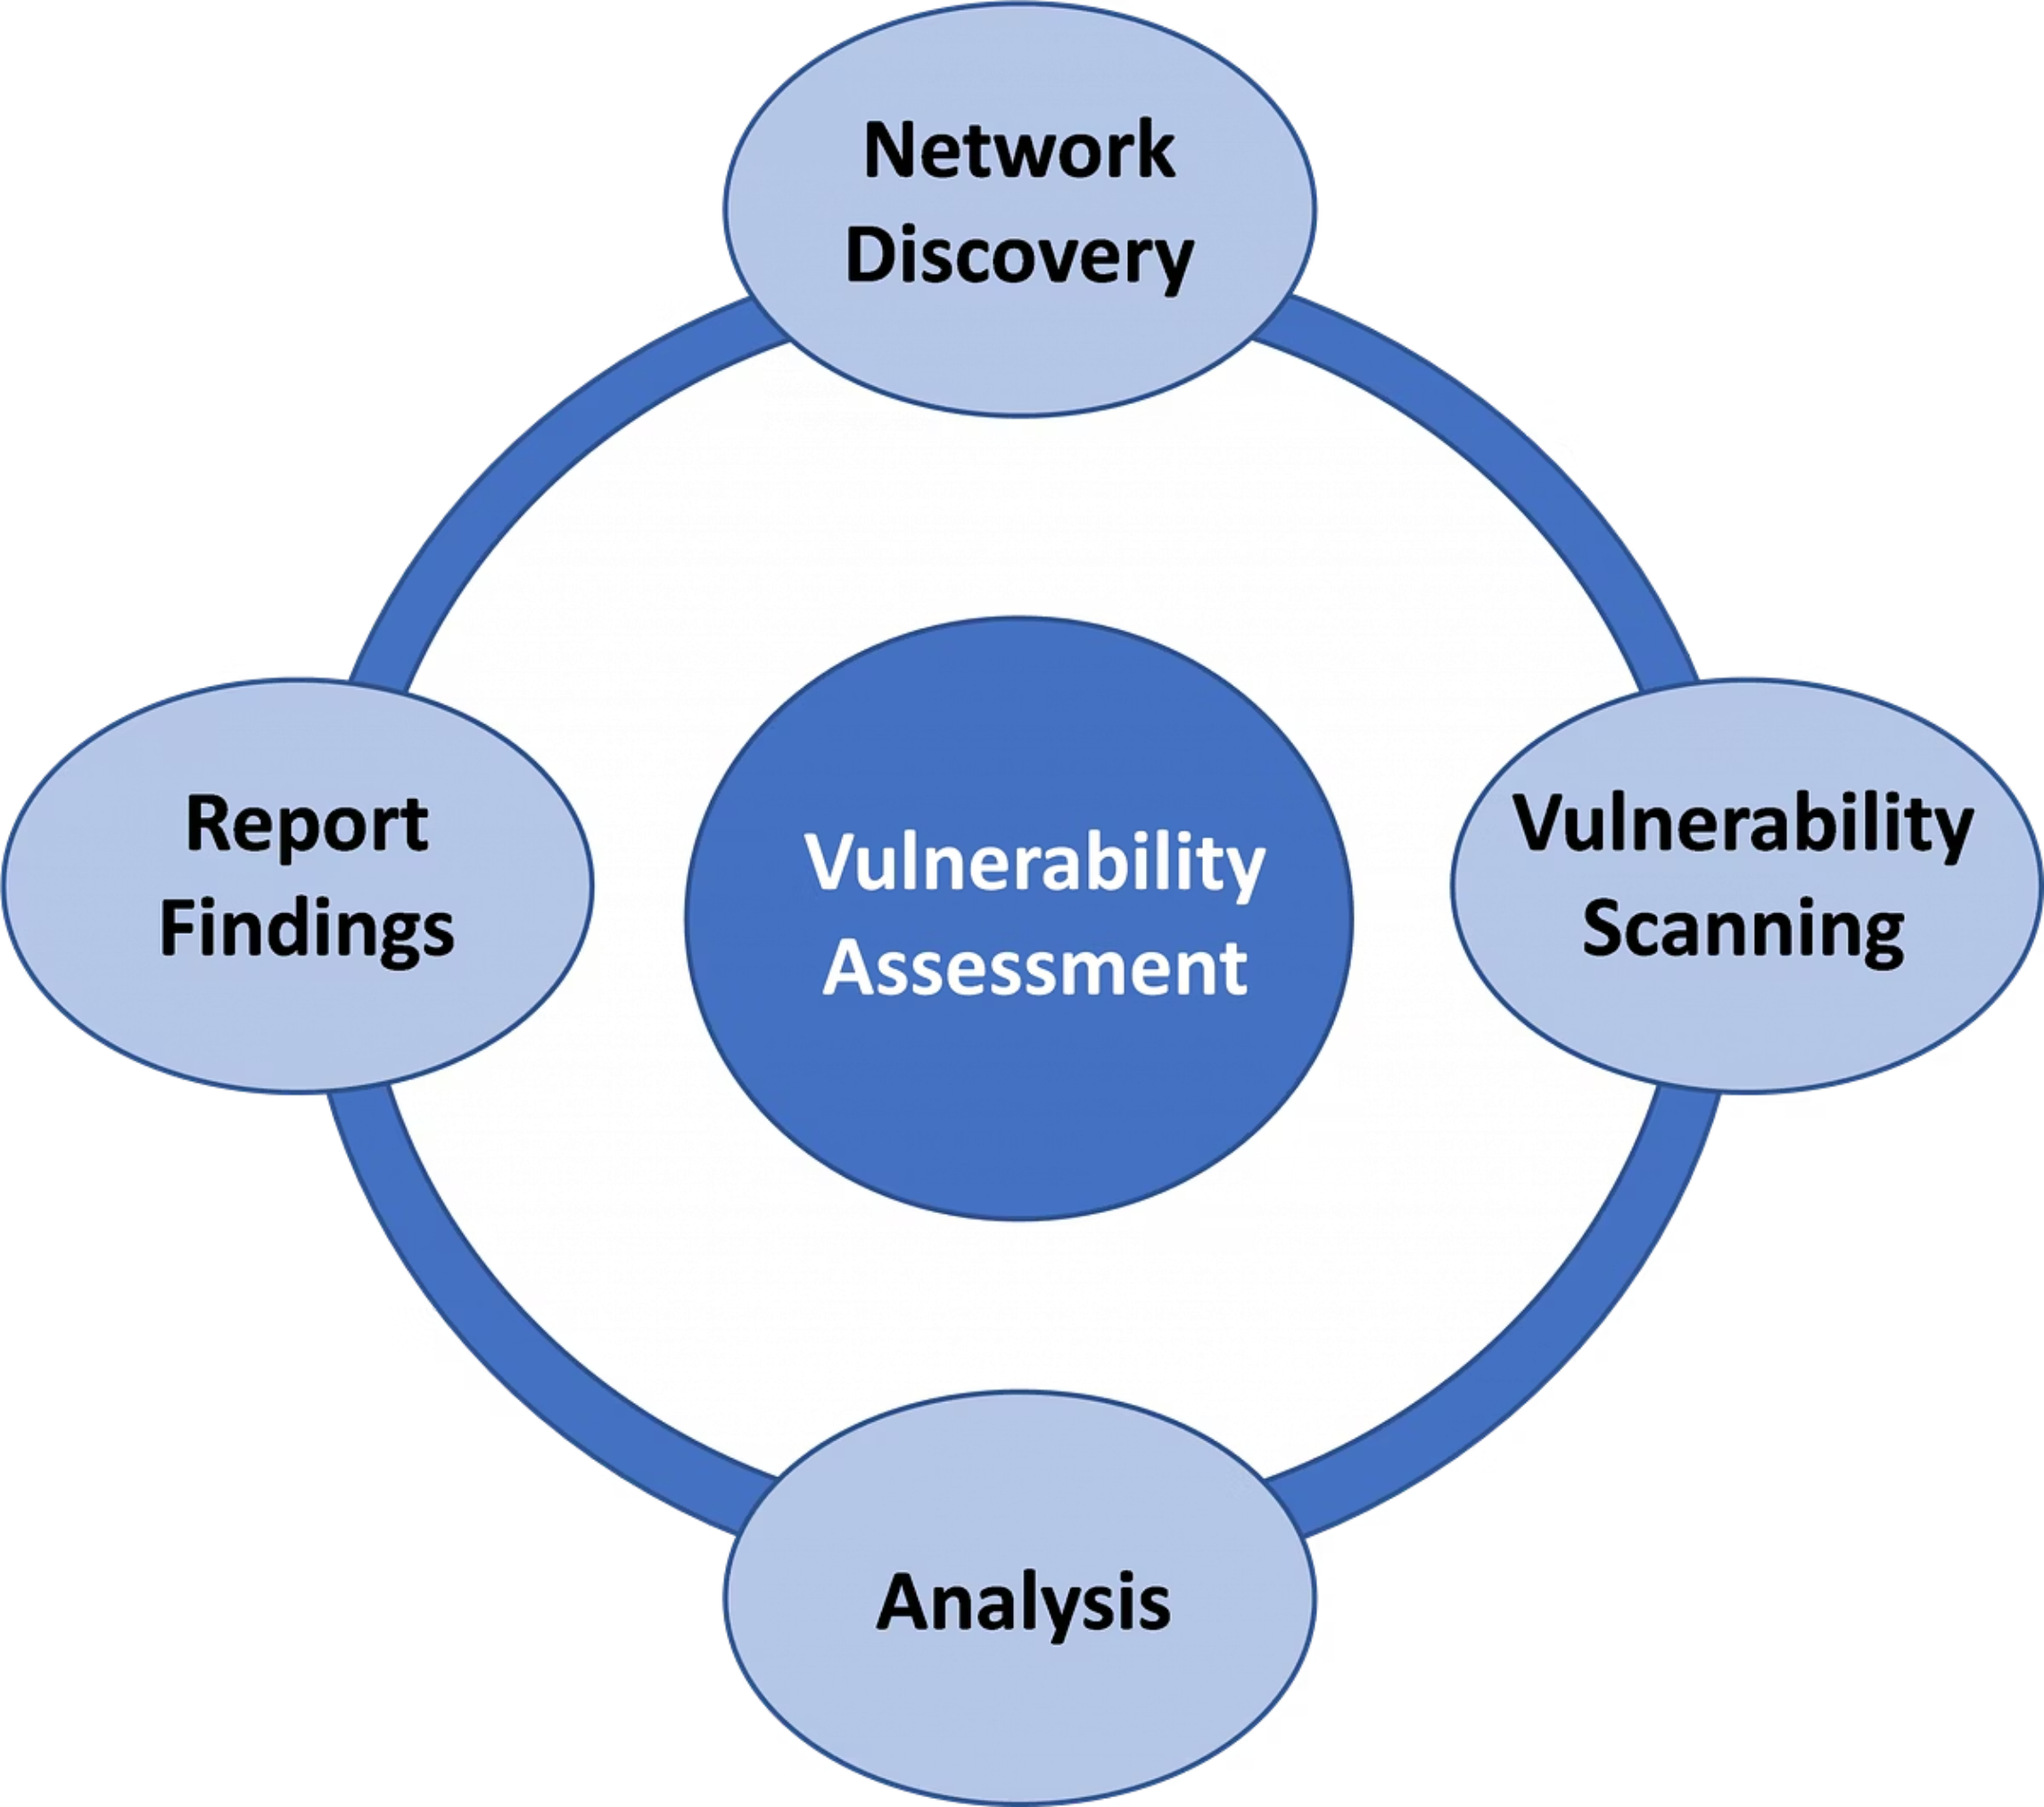 Network
Discovery
Report
Findings
Vulnerability
Assessment
Vulnerability
Scanning
Analysis